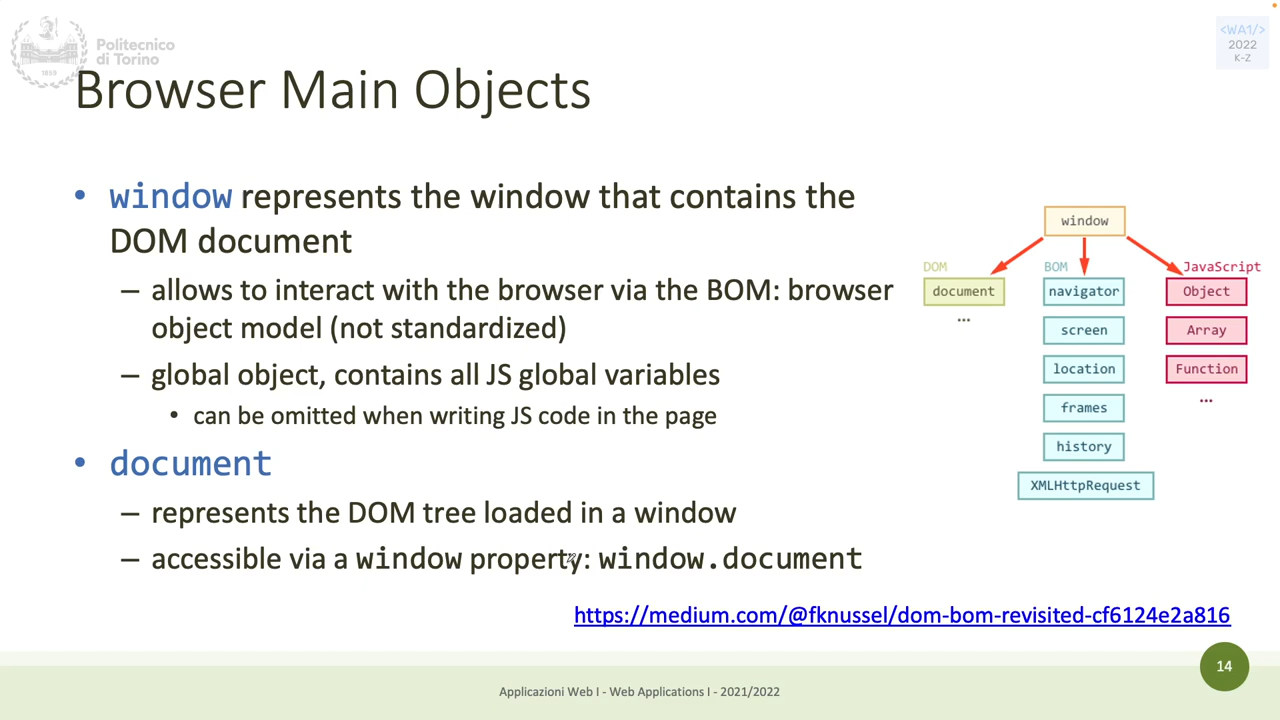 Politecnico
di Torino
1859
<WA1/>
2022
K-Z
Browser Main Objects
• window represents the window that contains the
DOM document
– allows to interact with the browser via the BOM: browser
object model (not standardized)
– global object, contains all JS global variables
• can be omitted when writing JS code in the page
• document
– represents the DOM tree loaded in a window
– accessible via a window property: window.document
window
DOM
document
...
BOM
navigator
screen
location
frames
history
XMLHttpRequest
JavaScript
Object
Array
Function
...
https://medium.com/@fknussel/dom-bom-revisited-cf6124e2a816
14
Applicazioni Web I - Web Applications I - 2021/2022